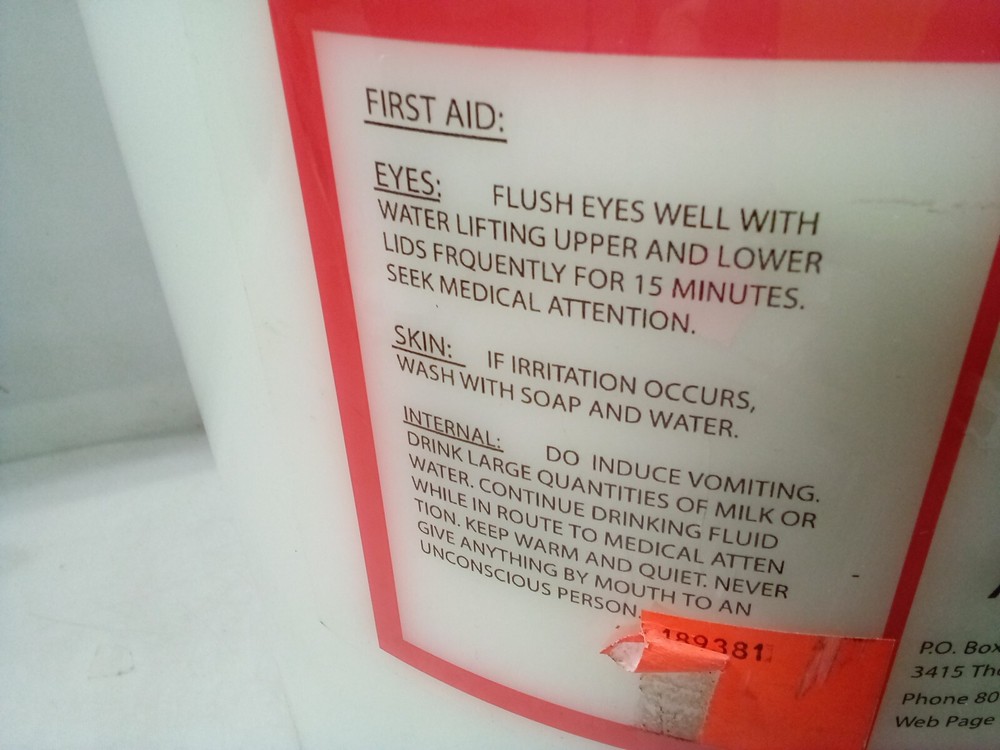 FIRST AID:
EYES: FLUSH EYES WELL WITH
WATER LIFTING UPPER AND LOWER
LIDS FRQUENTLY FOR 15 MINUTES.
SEEK MEDICAL ATTENTION.
SKIN: IF IRRITATION OCCURS,
WASH WITH SOAP AND WATER.
INTERNAL: DO INDUCE VOMITING.
DRINK LARGE QUANTITIES OF MILK OR
WATER. CONTINUE DRINKING FLUID
WHILE IN ROUTE TO MEDICAL ATTEN
TION. KEEP WARM AND QUIET. NEVER
GIVE ANYTHING BY MOUTH TO AN
UNCONSCIOUS PERSON.
189381
P.O. Box
3415
Phone 80
Web Page